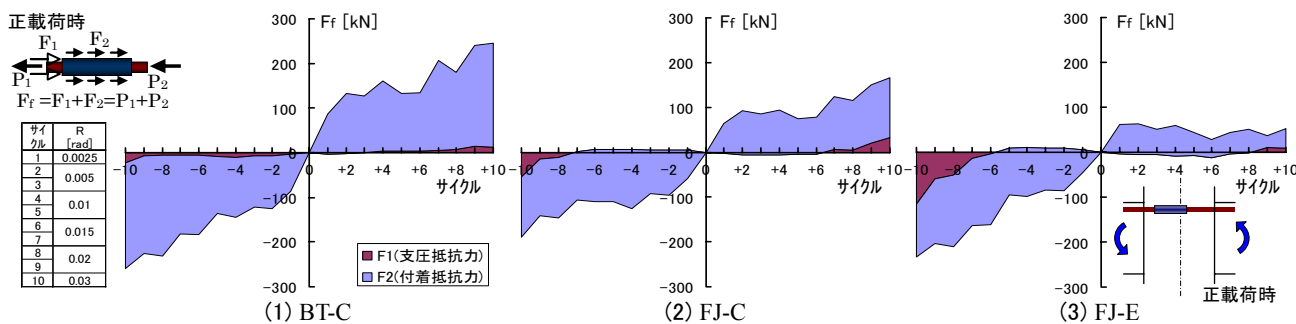 正載荷時
F1 F2
P1 P2
Ff =F1+F2=P1+P2
サイクル R [rad]
1 0.0025
2 0.005
3
4 0.01
5
6 0.015
7
8 0.02
9
10 0.03
Ff [kN]
300
200
100
0
-100
-200
-300
-10 -8 -6 -4 -2 0 +2 +4 +6 +8 +10
サイクル
F1(支圧抵抗力)
F2(付着抵抗力)
(1) BT-C
Ff [kN]
300
200
100
0
-100
-200
-300
-10 -8 -6 -4 -2 0 +2 +4 +6 +8 +10
サイクル
(2) FJ-C
Ff [kN]
300
200
100
0
-100
-200
-300
-10 -8 -6 -4 -2 0 +2 +4 +6 +8 +10
サイクル
正載荷時
(3) FJ-E